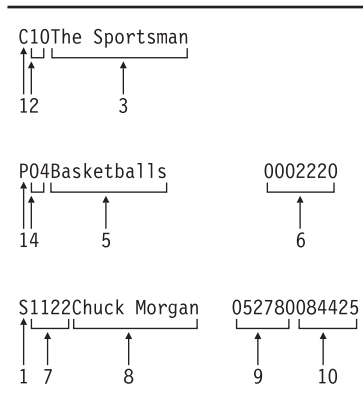 C10The Sportsman
12 3
P04Basketballs 0002220
14 5 6
S1122Chuck Morgan 052780084425
1 7 8 9 10